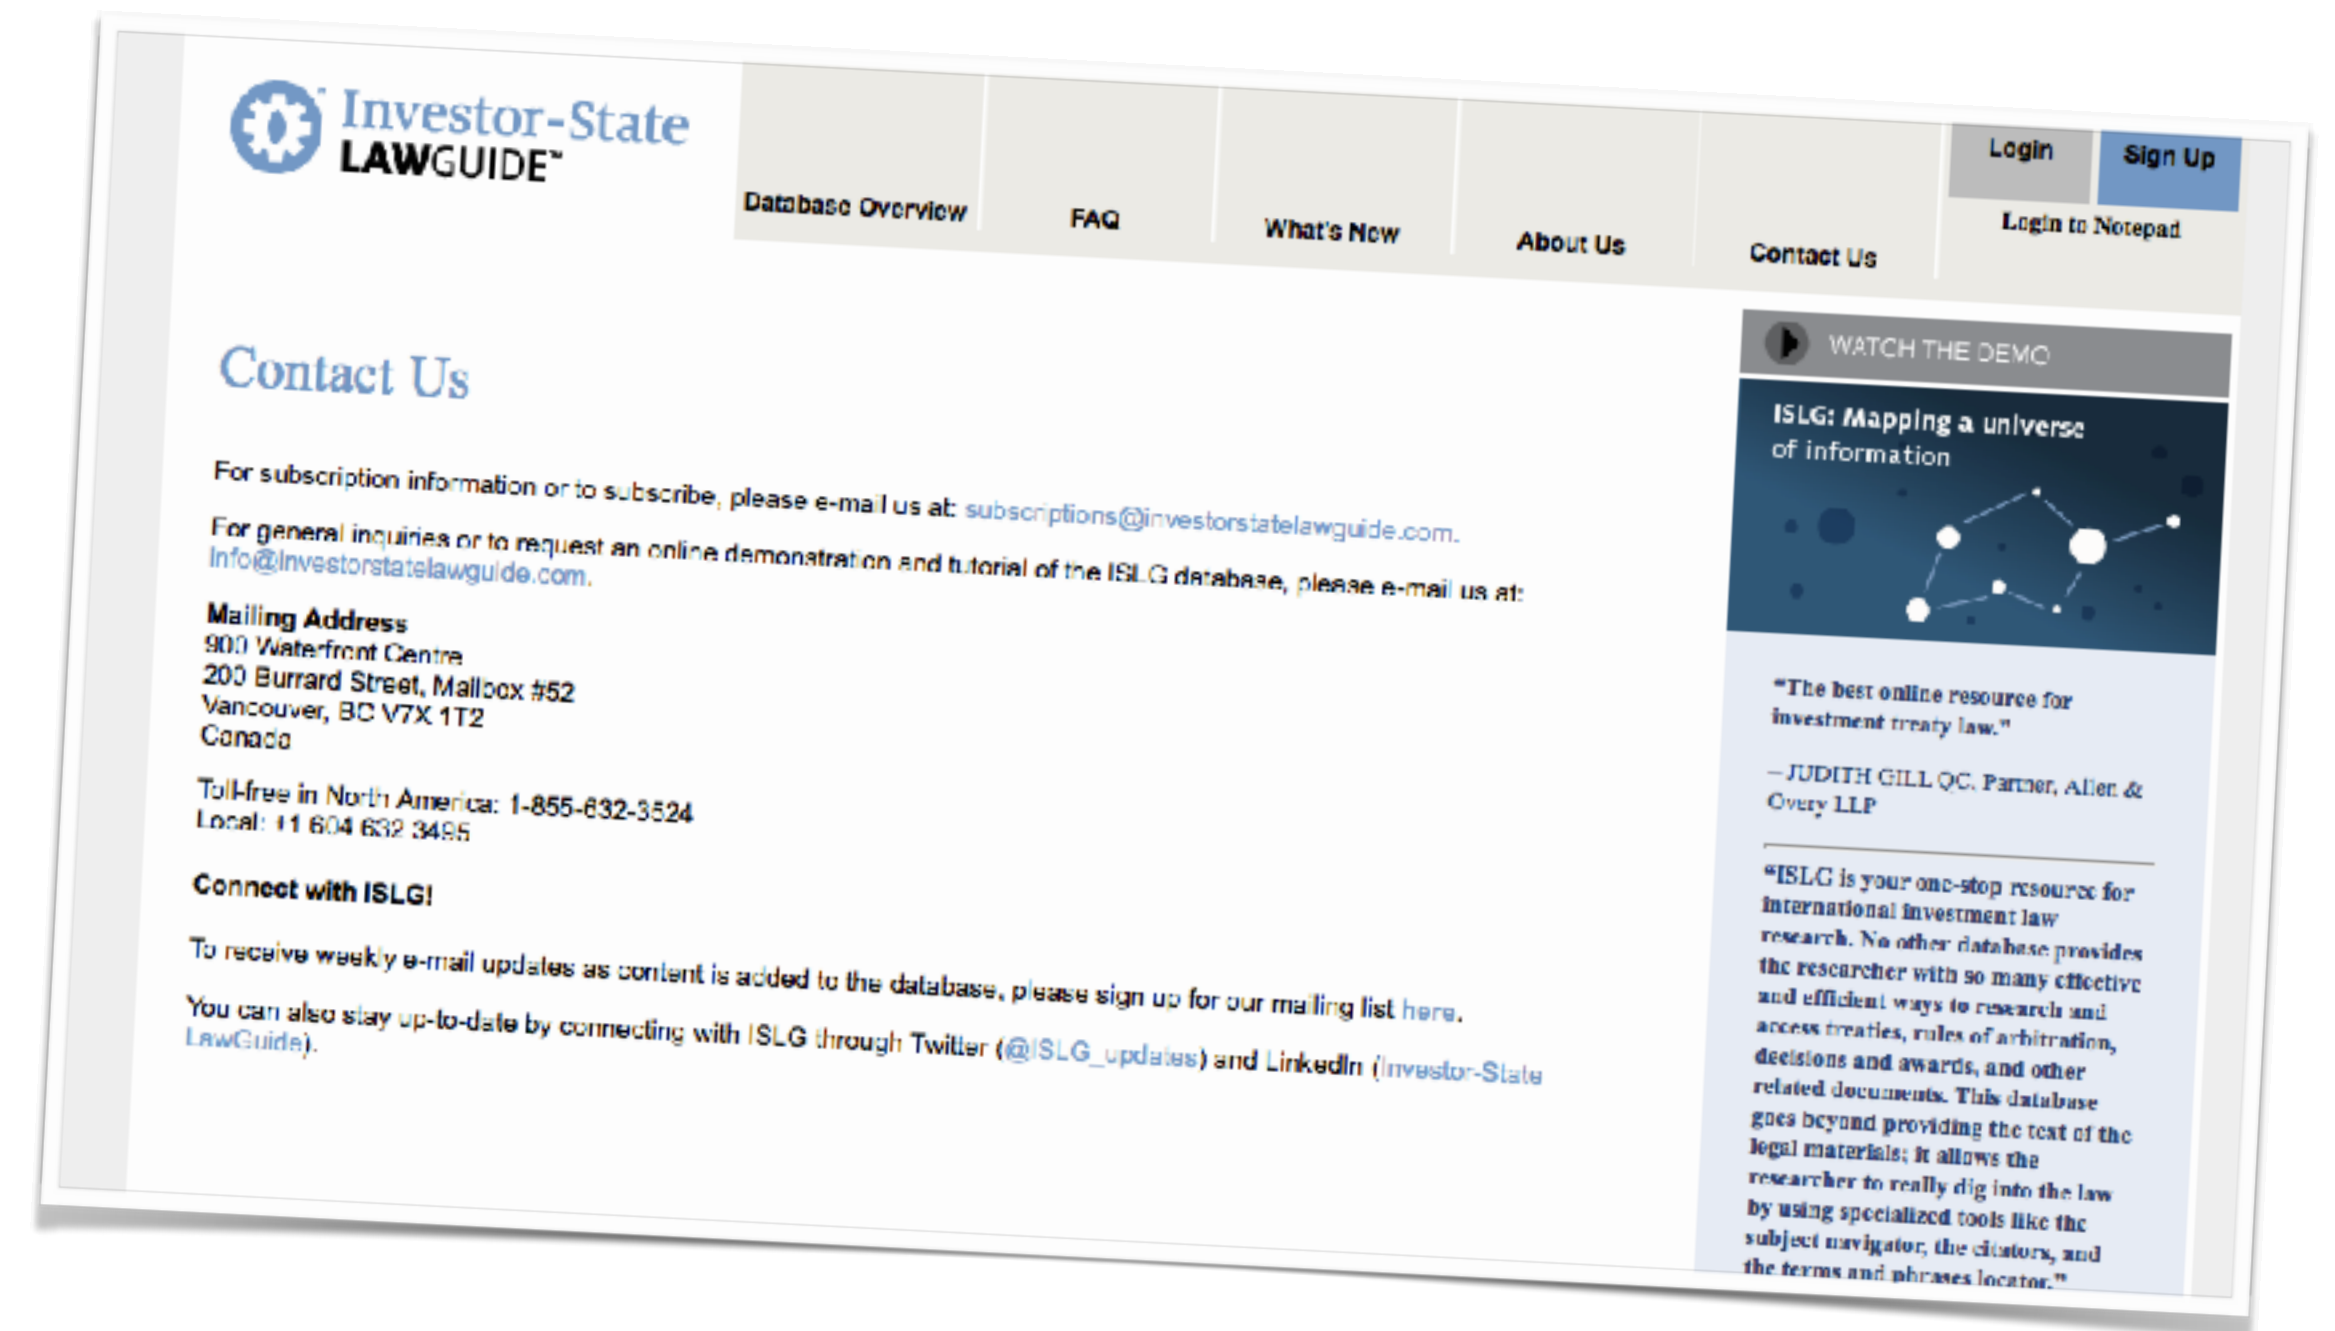 Investor-State
LAWGUIDE™
Database Overview
FAQ
What's New
About Us
Contact Us
Login
Sign Up
Login to Notepad
Contact Us
For subscription information or to subscribe, please e-mail us at: subscriptions@investorstatelawguide.com.
For general inquiries or to request an online demonstration and tutorial of the ISLG database, please e-mail us at:
info@investorstatelawguide.com.
Mailing Address
900 Waterfront Centre
200 Burrard Street, Mailbox #52
Vancouver, BC V7X 1T2
Canada
Toll-free in North America: 1-855-632-3524
Local: +1 604 632 3495
Connect with ISLG!
To receive weekly e-mail updates as content is added to the database, please sign up for our mailing list here.
You can also stay up-to-date by connecting with ISLG through Twitter (@ISLG_updates) and LinkedIn (Investor-State
LawGuide).
WATCH THE DEMO
ISLG: Mapping a universe
of information
“The best online resource for
investment treaty law.”
– JUDITH GILL QC, Partner, Allen &
Overy LLP
“ISLG is your one-stop resource for
international investment law
research. No other database provides
the researcher with so many effective
and efficient ways to research and
access treaties, rules of arbitration,
decisions and awards, and other
related documents. This database
goes beyond providing the text of the
legal materials; it allows the
researcher to really dig into the law
by using specialized tools like the
subject navigator, the citators, and
the terms and phrases locator.”